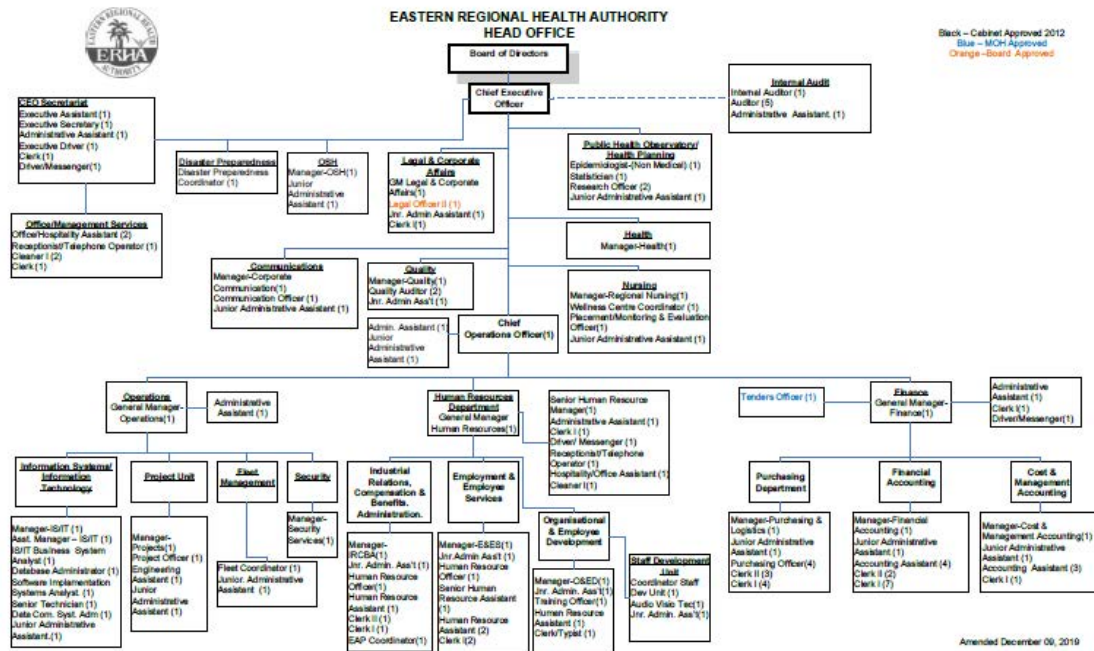 EASTERN REGIONAL HEALTH AUTHORITY
HEAD OFFICE
EASTERN REGIONAL HEALTH
ERHA
AUTHORITY
Black – Cabinet Approved 2012
Blue – MOH Approved
Orange –Board Approved
Board of Directors
Chief Executive
Officer
Internal Audit
Internal Auditor (1)
Auditor (5)
Administrative Assistant. (1)
CEO Secretariat
Executive Assistant (1)
Executive Secretary (1)
Administrative Assistant (1)
Executive Driver (1)
Clerk (1)
Driver/Messenger(1)
Disaster Preparedness
Disaster Preparedness
Coordinator (1)
OSH
Manager-OSH(1)
Junior
Administrative
Assistant (1)
Legal & Corporate
Affairs
GM Legal & Corporate
Affairs(1)
Legal Officer II (1)
Jnr. Admin Assistant (1)
Clerk I(1)
Public Health Observatory/
Health Planning
Epidemiologist-(Non Medical) (1)
Statistician (1)
Research Officer (2)
Junior Administrative Assistant (1)
Office/Management Services
Office/Hospitality Assistant (2)
Receptionist/Telephone Operator (1)
Cleaner I (2)
Clerk (1)
Health
Manager-Health(1)
Communications
Manager-Corporate
Communication(1)
Communication Officer (1)
Junior Administrative Assistant (1)
Quality
Manager-Quality(1)
Quality Auditor (2)
Jnr. Admin Ass't (1)
Nursing
Manager-Regional Nursing(1)
Wellness Centre Coordinator (1)
Placement/Monitoring & Evaluation
Officer(1)
Junior Administrative Assistant (1)
Admin. Assistant (1)
Junior
Administrative
Assistant (1)
Chief
Operations Officer(1)
Operations
General Manager-
Operations(1)
Administrative
Assistant (1)
Human Resources
Department
General Manager
Human Resources(1)
Senior Human Resource
Manager(1)
Administrative Assistant (1)
Clerk I (1)
Driver/ Messenger (1)
Receptionist/Telephone
Operator (1)
Hospitality/Office Assistant (1)
Cleaner I(1)
Tenders Officer (1)
Finance
General Manager-
Finance(1)
Administrative
Assistant (1)
Clerk I(1)
Driver/Messenger(1)
Information Systems/
Information
Technology
Project Unit
Fleet
Management
Security
Industrial
Relations,
Compensation &
Benefits.
Administration.
Employment &
Employee
Services
Organisational &
Employee
Development
Purchasing
Department
Financial
Accounting
Cost &
Management
Accounting
Manager-IS/IT (1)
Asst. Manager – IS/IT (1)
IS/IT Business System
Analyst (1)
Database Administrator (1)
Software Implementation
Systems Analyst. (1)
Senior Technician (1)
Data Com. Syst. Adm (1)
Junior Administrative
Assistant.(1)
Manager-
Projects(1)
Project Officer (1)
Engineering
Assistant (1)
Junior
Administrative
Assistant (1)
Fleet Coordinator (1)
Junior. Administrative
Assistant (1)
Manager-
Security
Services(1)
Manager-
IRCBA(1)
Jnr. Admin Ass't (1)
Human Resource
Officer(1)
Human Resource
Assistant (1)
Clerk III (1)
Clerk I (1)
EAP Coordinator(1)
Manager-E&ES(1)
Jnr.Admin Ass't (1)
Human Resource
Officer (1)
Senior Human
Resource Assistant
(1)
Human Resource
Assistant (2)
Clerk I(2)
Manager-O&ED(1)
Jnr. Admin. Ass't(1)
Training Officer(1)
Human Resource
Assistant (1)
Clerk/Typist (1)
Staff Development
Unit
Coordinator Staff
Dev Unit (1)
Audio Visio Tec(1)
Jnr. Admin. Ass't(1)
Manager-Purchasing &
Logistics (1)
Junior Administrative
Assistant (1)
Purchasing Officer(4)
Clerk II (3)
Clerk I (4)
Manager-Financial
Accounting (1)
Junior Administrative
Assistant (1)
Accounting Assistant (4)
Clerk II (2)
Clerk I (7)
Manager-Cost &
Management Accounting(1)
Junior Administrative
Assistant (1)
Accounting Assistant (3)
Clerk I (1)
Amended December 09, 2019